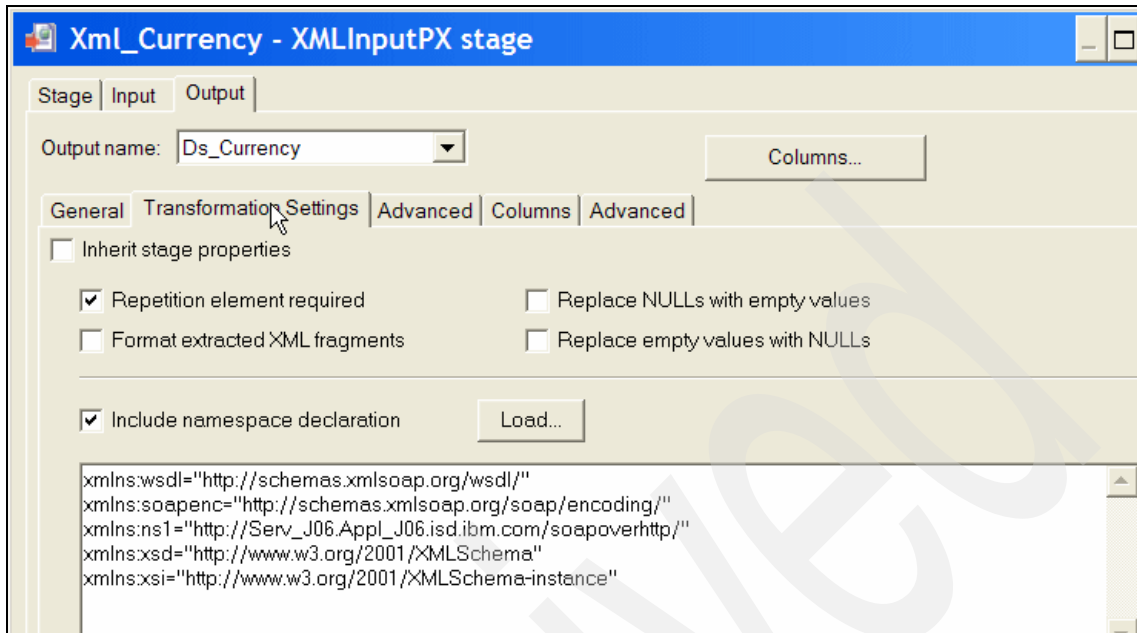 Xml_Currency - XMLInputPX stage
Stage Input Output
Output name: Ds_Currency Columns...
General Transformation Settings Advanced Columns Advanced
Inherit stage properties
Repetition element required Replace NULLs with empty values
Format extracted XML fragments Replace empty values with NULLs
Include namespace declaration Load...
xmlns:wsdl="http://schemas.xmlsoap.org/wsdl/"
xmlns:soapenc="http://schemas.xmlsoap.org/soap/encoding/"
xmlns:ns1="http://Serv_J06.Appl_J06.isd.ibm.com/soapoverhttp/"
xmlns:xsd="http://www.w3.org/2001/XMLSchema"
xmlns:xsi="http://www.w3.org/2001/XMLSchema-instance"